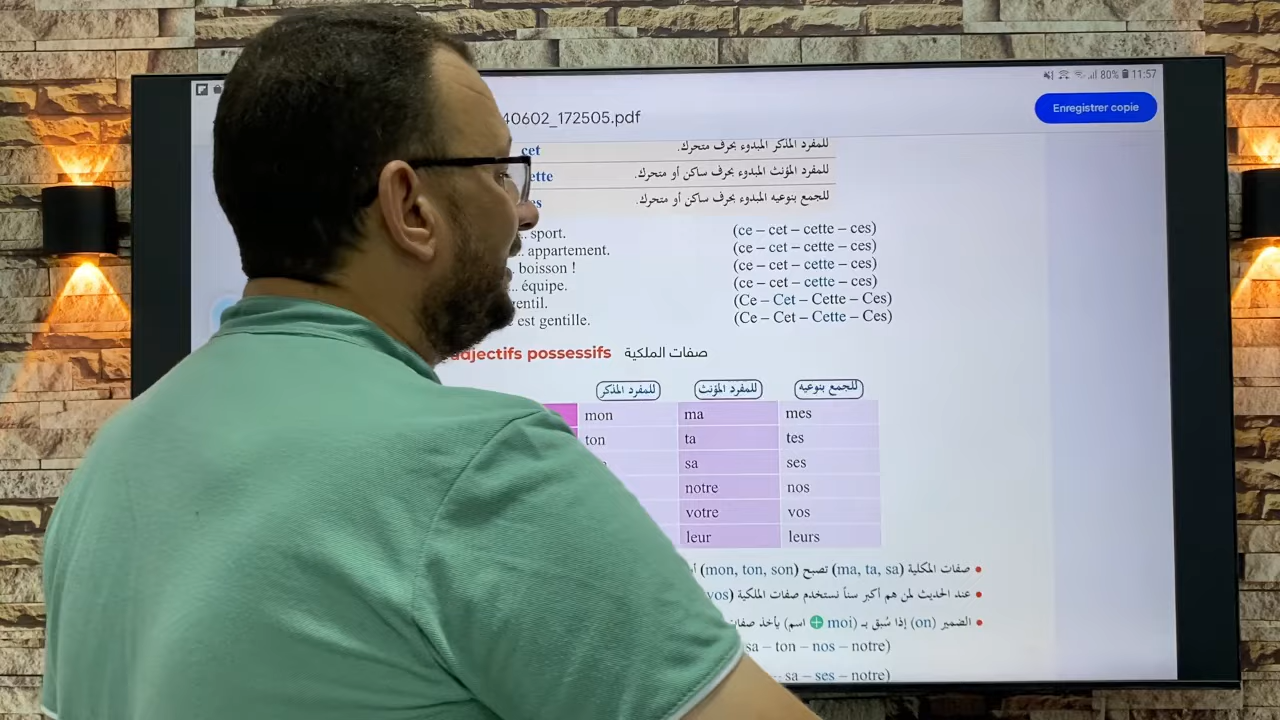 80% 11:57
40602_172505.pdf
Enregistrer copie
cet للمفرد المذكر المبدوء بحرف متحرك.
ette للمفرد المؤنث المبدوء بحرف ساكن أو متحرك.
es للجمع بنوعيه المبدوء بحرف ساكن أو متحرك.
.. sport. (ce – cet – cette – ces)
.. appartement. (ce – cet – cette – ces)
. boisson ! (ce – cet – cette – ces)
.. équipe. (ce – cet – cette – ces)
gentil. (Ce – Cet – Cette – Ces)
est gentille. (Ce – Cet – Cette – Ces)
adjectifs possessifs صفات الملكية
للمفرد المذكر للمفرد المؤنث للجمع بنوعيه
mon ma mes
ton ta tes
sa ses
notre nos
votre vos
leur leurs
• صفات المكلية (ma, ta, sa) تصبح (mon, ton, son)
• عند الحديث لمن هم أكبر سناً نستخدم صفات الملكية (vos
• الضمير (on) إذا سُبق بـ (moi + اسم) يأخذ صفات
sa – ton – nos – notre)
sa – ses – notre)